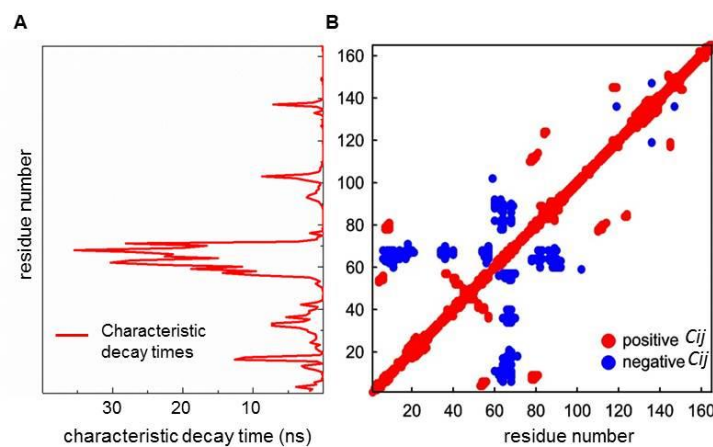 A
B
residue number
Characteristic
decay times
30
20
10
characteristic decay time (ns)
160
140
120
100
80
60
40
20
positive Cij
negative Cij
20
40
60
80
100
120
140
160
residue number